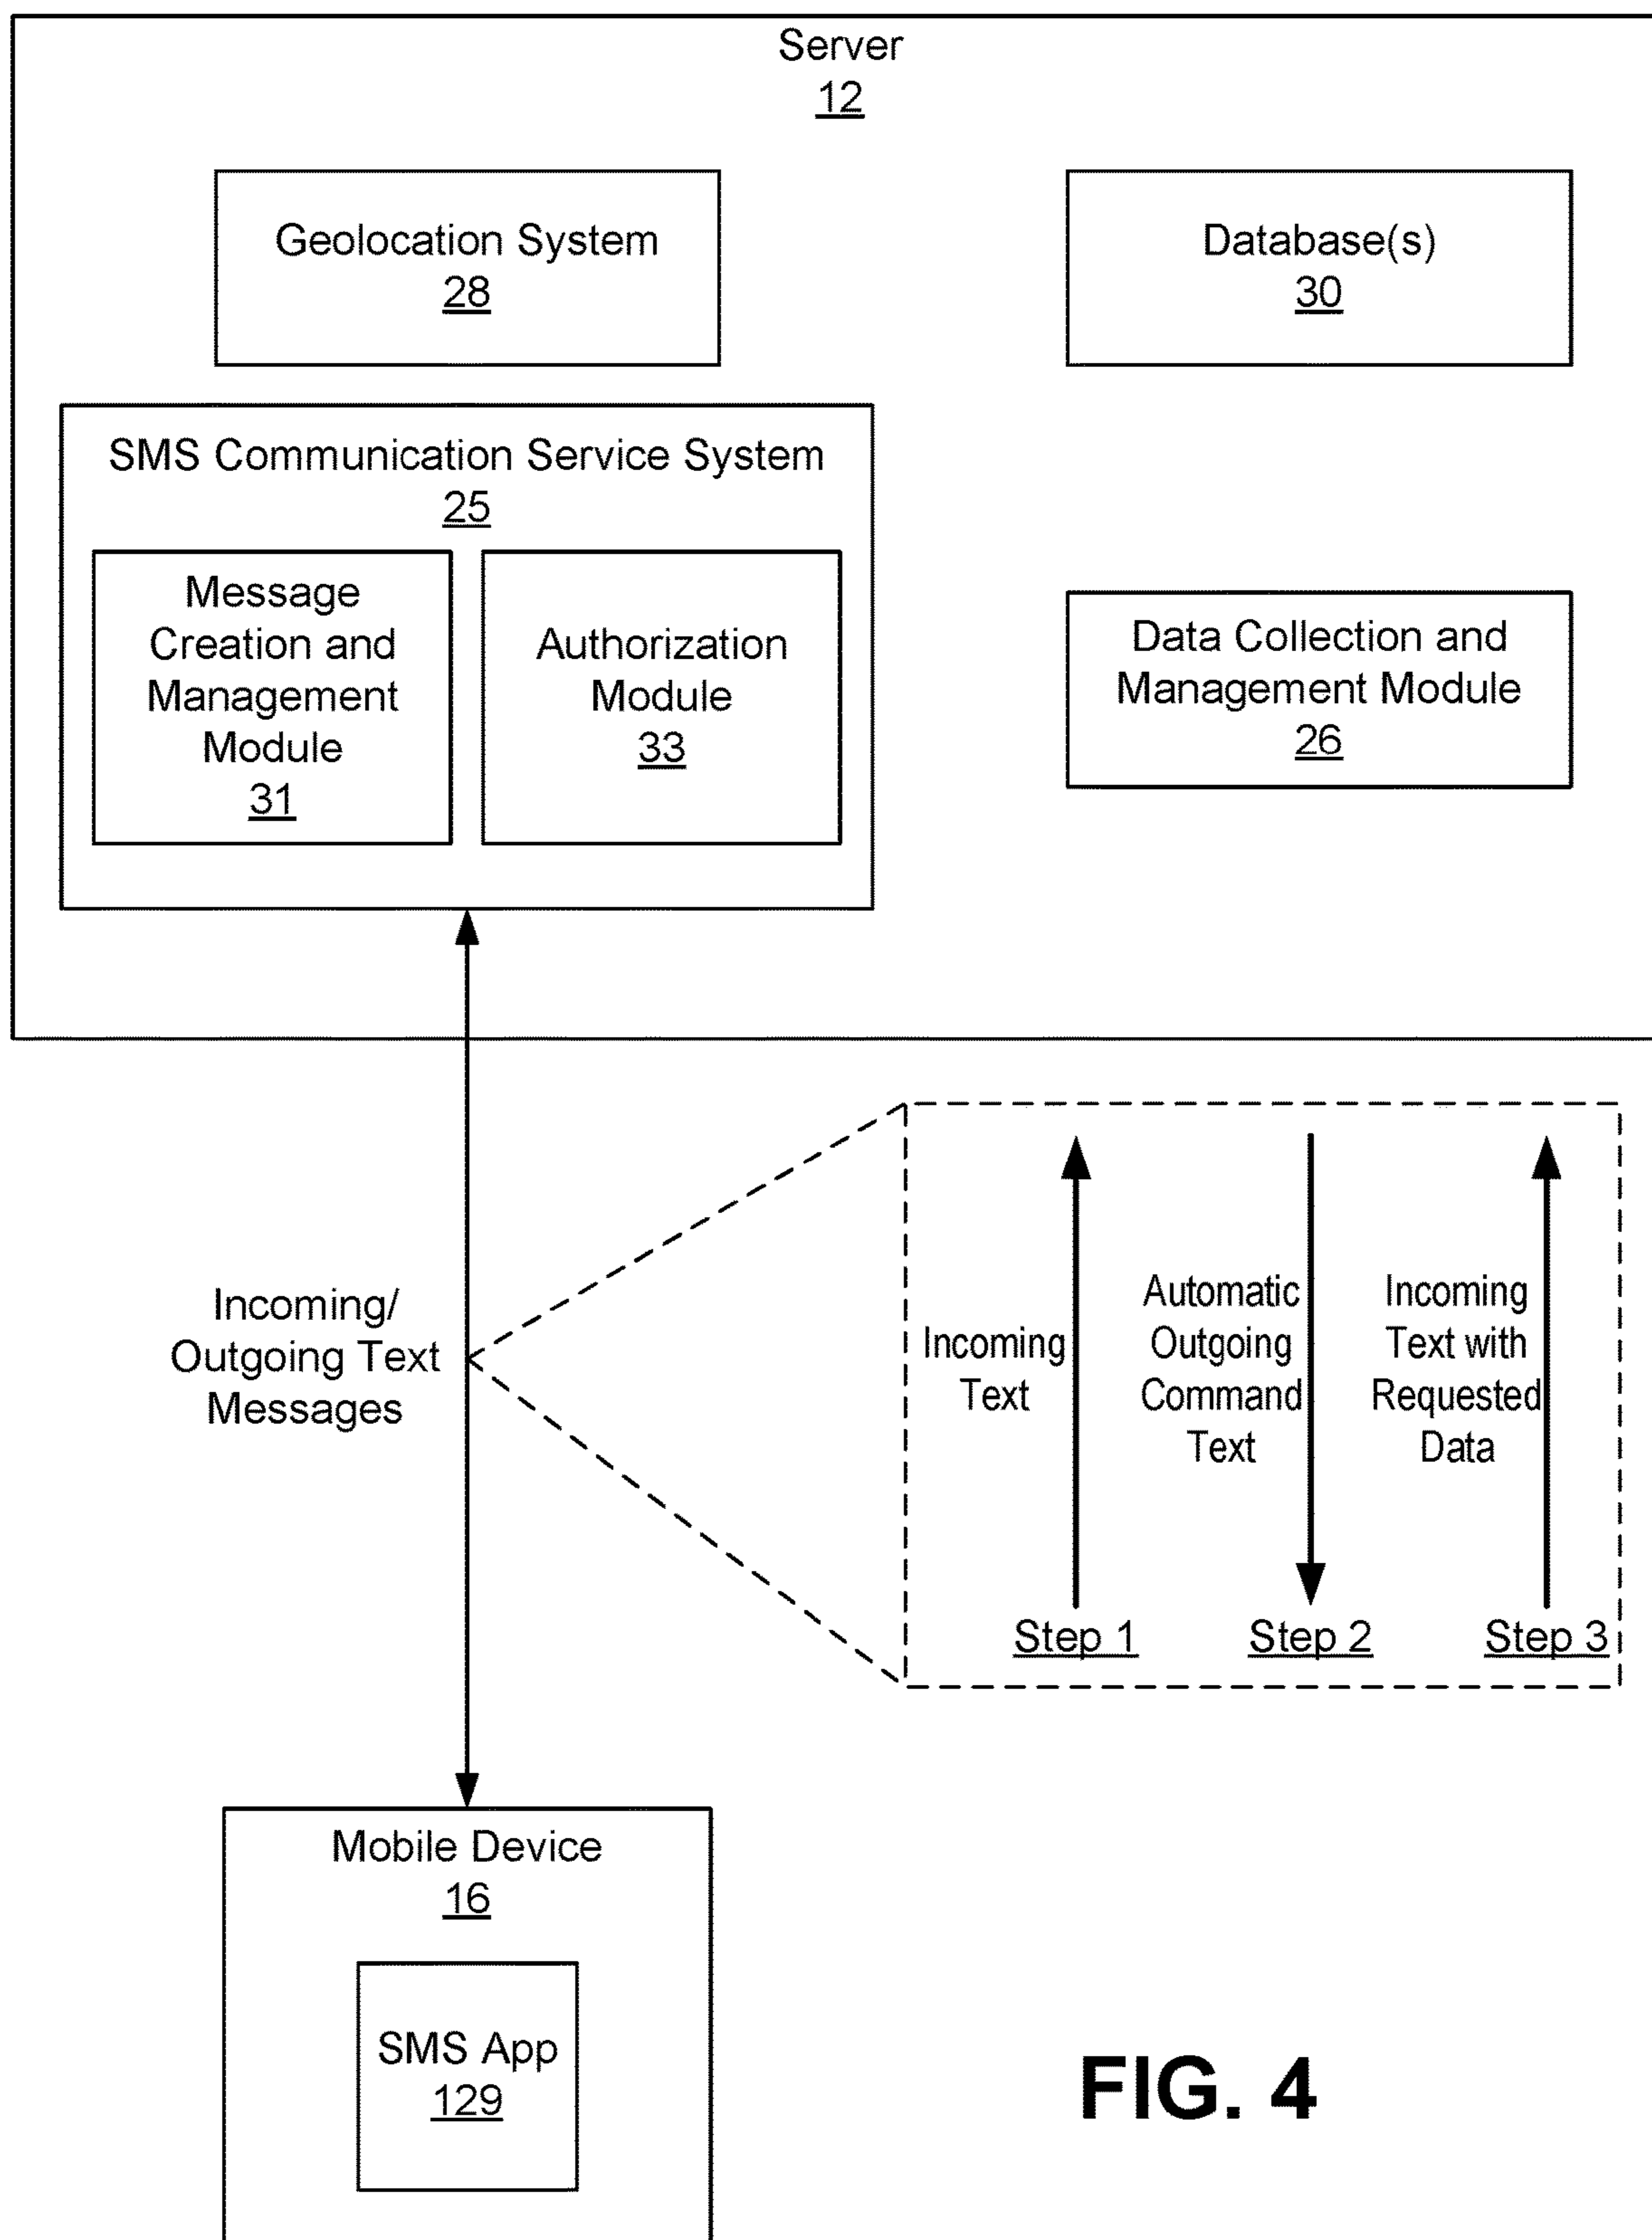 Server
12
Geolocation System
28
Database(s)
30
SMS Communication Service System
25
Message
Creation and
Management
Module
31
Authorization
Module
33
Data Collection and
Management Module
26
Incoming/
Outgoing Text
Messages
Incoming
Text
Automatic
Outgoing
Command
Text
Incoming
Text with
Requested
Data
Step 1
Step 2
Step 3
Mobile Device
16
SMS App
129
FIG. 4